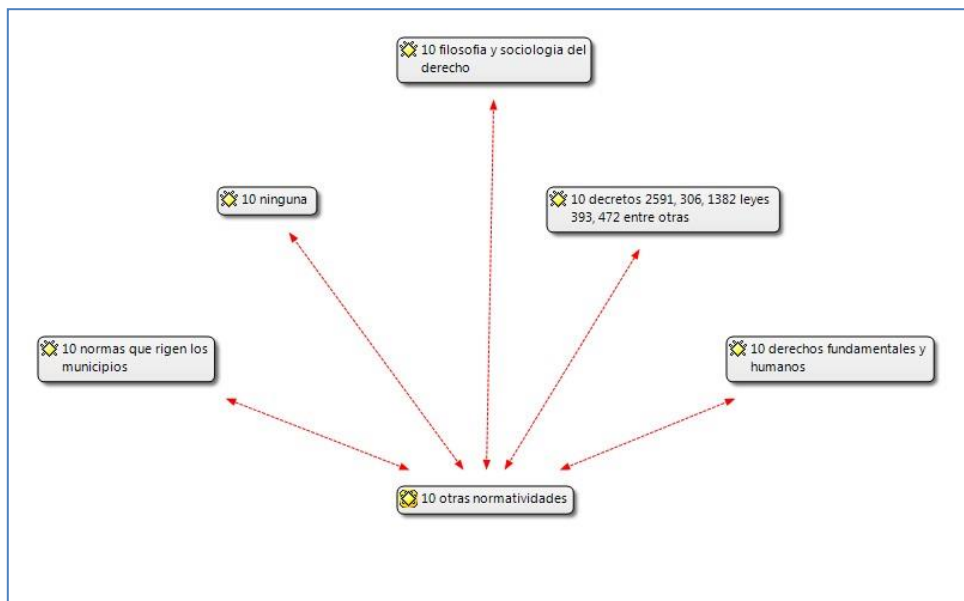 10 filosofia y sociologia del
derecho
10 ninguna
10 decretos 2591, 306, 1382 leyes
393, 472 entre otras
10 normas que rigen los
municipios
10 derechos fundamentales y
humanos
10 otras normatividades